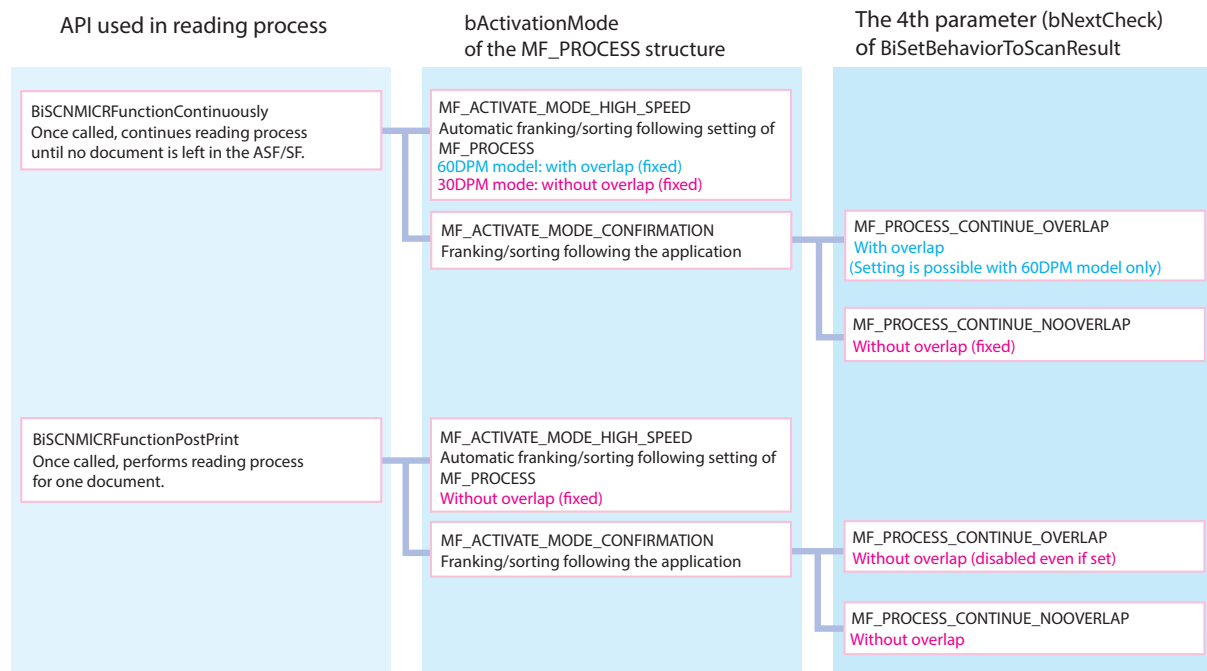 API used in reading process
bActivationMode
of the MF_PROCESS structure
The 4th parameter (bNextCheck)
of BiSetBehaviorToScanResult
BiSCNMICRFunctionContinuously
Once called, continues reading process
until no document is left in the ASF/SF.
MF_ACTIVATE_MODE_HIGH_SPEED
Automatic franking/sorting following setting of
MF_PROCESS
60DPM model: with overlap (fixed)
30DPM mode: without overlap (fixed)
MF_ACTIVATE_MODE_CONFIRMATION
Franking/sorting following the application
MF_PROCESS_CONTINUE_OVERLAP
With overlap
(Setting is possible with 60DPM model only)
MF_PROCESS_CONTINUE_NOOVERLAP
Without overlap (fixed)
BiSCNMICRFunctionPostPrint
Once called, performs reading process
for one document.
MF_ACTIVATE_MODE_HIGH_SPEED
Automatic franking/sorting following setting of
MF_PROCESS
Without overlap (fixed)
MF_ACTIVATE_MODE_CONFIRMATION
Franking/sorting following the application
MF_PROCESS_CONTINUE_OVERLAP
Without overlap (disabled even if set)
MF_PROCESS_CONTINUE_NOOVERLAP
Without overlap